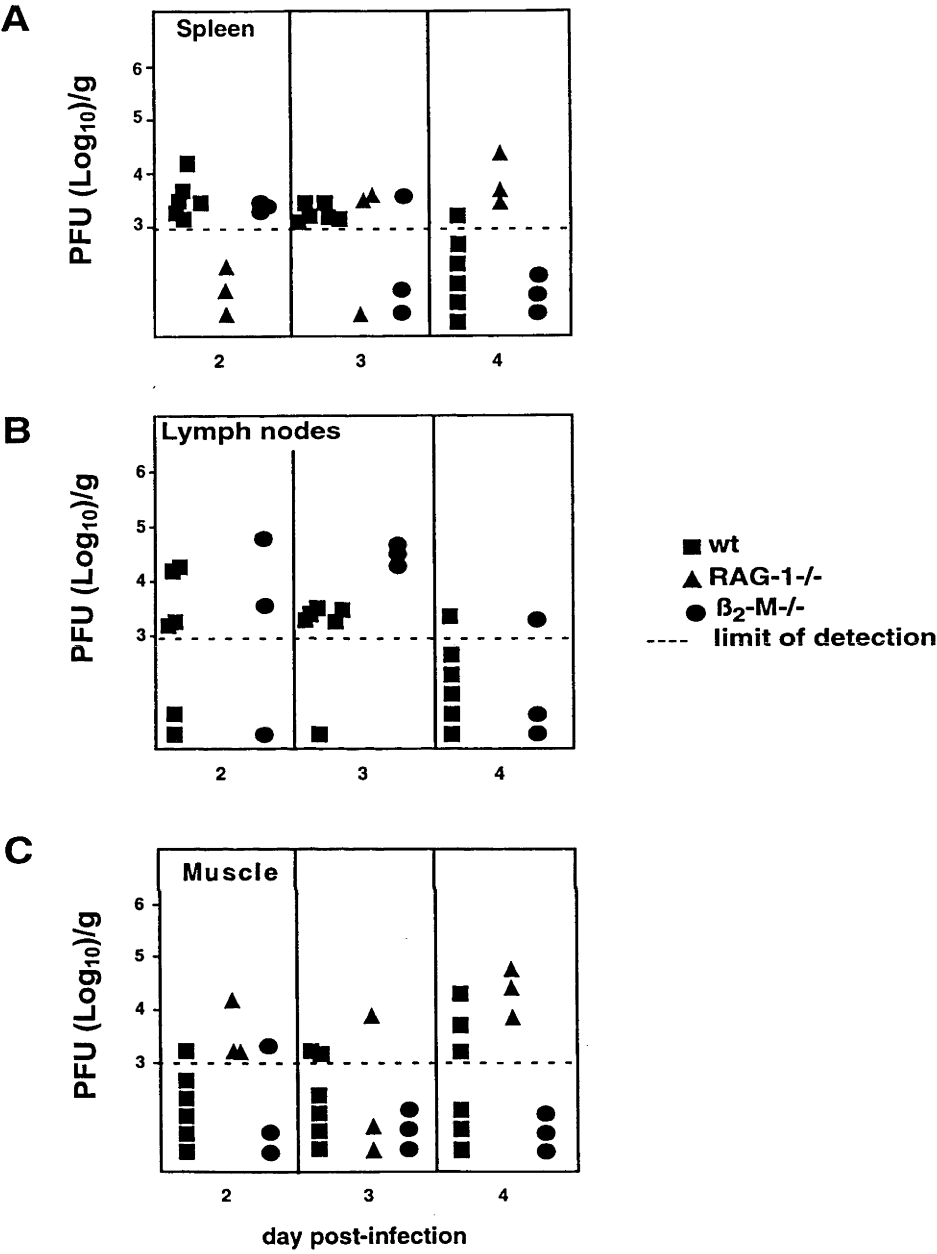 A
Spleen
PFU (Log10)/g
6
5
4
3
2 3 4
B
Lymph nodes
PFU (Log10)/g
6
5
4
3
2 3 4
wt
RAG-1-/-
ß2-M-/-
limit of detection
C
Muscle
PFU (Log10)/g
6
5
4
3
2 3 4
day post-infection